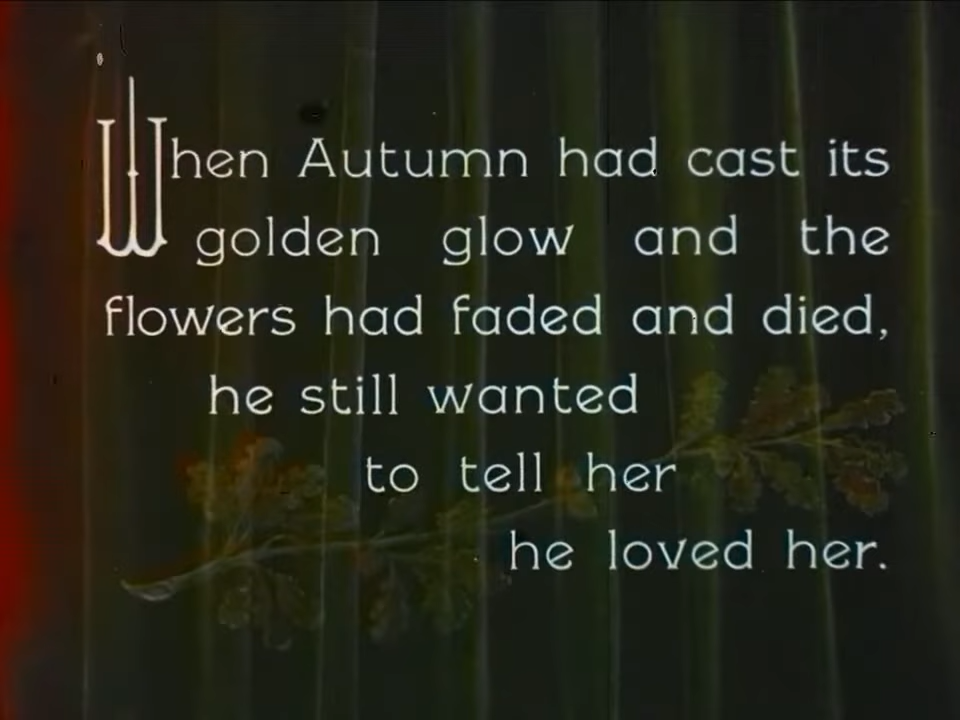 When Autumn had cast its
golden glow and the
flowers had faded and died,
he still wanted
to tell her
he loved her.